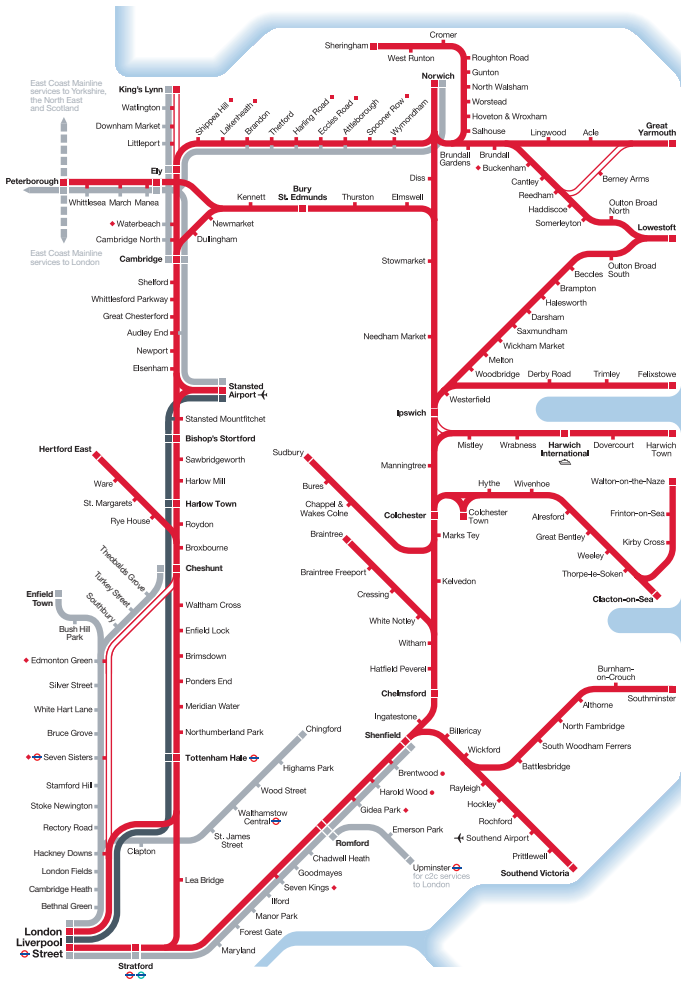 Cromer
Sheringham
West Runton
Roughton Road
Gunton
North Walsham
Worstead
Hoveton & Wroxham
Salhouse
East Coast Mainline
services to Yorkshire,
the North East
and Scotland
King's Lynn
Watlington
Downham Market
Littleport
Ely
Shippea Hill
Lakenheath
Brandon
Thetford
Harling Road
Eccles Road
Attleborough
Spooner Row
Wymondham
Norwich
Brundall
Gardens
Brundall
Lingwood
Acle
Great
Yarmouth
Buckenham
Cantley
Reedham
Haddiscoe
Somerleyton
Berney Arms
Oulton Broad
North
Lowestoft
Oulton Broad
South
Beccles
Brampton
Halesworth
Darsham
Saxmundham
Wickham Market
Melton
Woodbridge
Peterborough
Whittlesea
March
Manea
Waterbeach
Cambridge North
Cambridge
East Coast Mainline
services to London
Newmarket
Dullingham
Kennett
Bury
St. Edmunds
Thurston
Elmswell
Diss
Stowmarket
Needham Market
Shelford
Whittlesford Parkway
Great Chesterford
Audley End
Newport
Elsenham
Stansted
Airport
Stansted Mountfitchet
Bishop's Stortford
Sawbridgeworth
Harlow Mill
Harlow Town
Roydon
Broxbourne
Cheshunt
Hertford East
Ware
St. Margarets
Rye House
Westerfield
Derby Road
Trimley
Felixstowe
Ipswich
Mistley
Wrabness
Harwich
International
Dovercourt
Harwich
Town
Manningtree
Sudbury
Bures
Chappel &
Wakes Colne
Colchester
Hythe
Wivenhoe
Colchester
Town
Alresford
Great Bentley
Weeley
Thorpe-le-Soken
Walton-on-the-Naze
Frinton-on-Sea
Kirby Cross
Clacton-on-Sea
Marks Tey
Kelvedon
Braintree
Braintree Freeport
Cressing
White Notley
Witham
Hatfield Peverel
Chelmsford
Ingatestone
Shenfield
Theobalds Grove
Turkey Street
Southbury
Enfield
Town
Bush Hill
Park
Edmonton Green
Silver Street
White Hart Lane
Bruce Grove
Seven Sisters
Stamford Hill
Stoke Newington
Rectory Road
Hackney Downs
London Fields
Cambridge Heath
Bethnal Green
London
Liverpool
Street
Waltham Cross
Enfield Lock
Brimsdown
Ponders End
Meridian Water
Northumberland Park
Tottenham Hale
Lea Bridge
Stratford
Chingford
Highams Park
Wood Street
Walthamstow
Central
St. James
Street
Clapton
Brentwood
Harold Wood
Gidea Park
Romford
Emerson Park
Upminster
for c2c services
to London
Chadwell Heath
Goodmayes
Seven Kings
Ilford
Manor Park
Forest Gate
Maryland
Billericay
Wickford
Rayleigh
Hockley
Rochford
Southend Airport
Prittlewell
Southend Victoria
Battlesbridge
South Woodham Ferrers
North Fambridge
Althorne
Burnham-
on-Crouch
Southminster